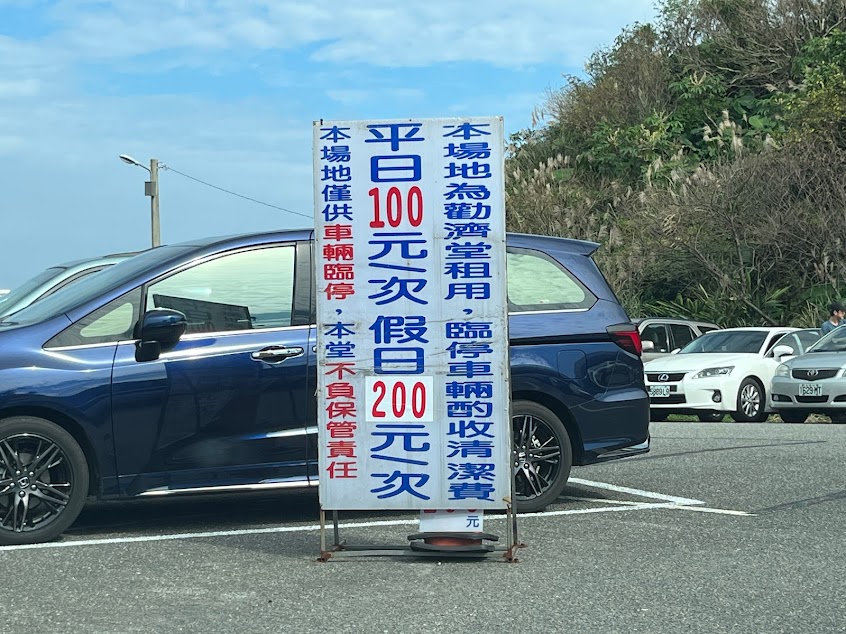 本場地為勸濟堂租用，臨停車輛酌收清潔費
平日100元/次 假日200元/次
本場地僅供車輛臨停，本堂不負保管責任
元